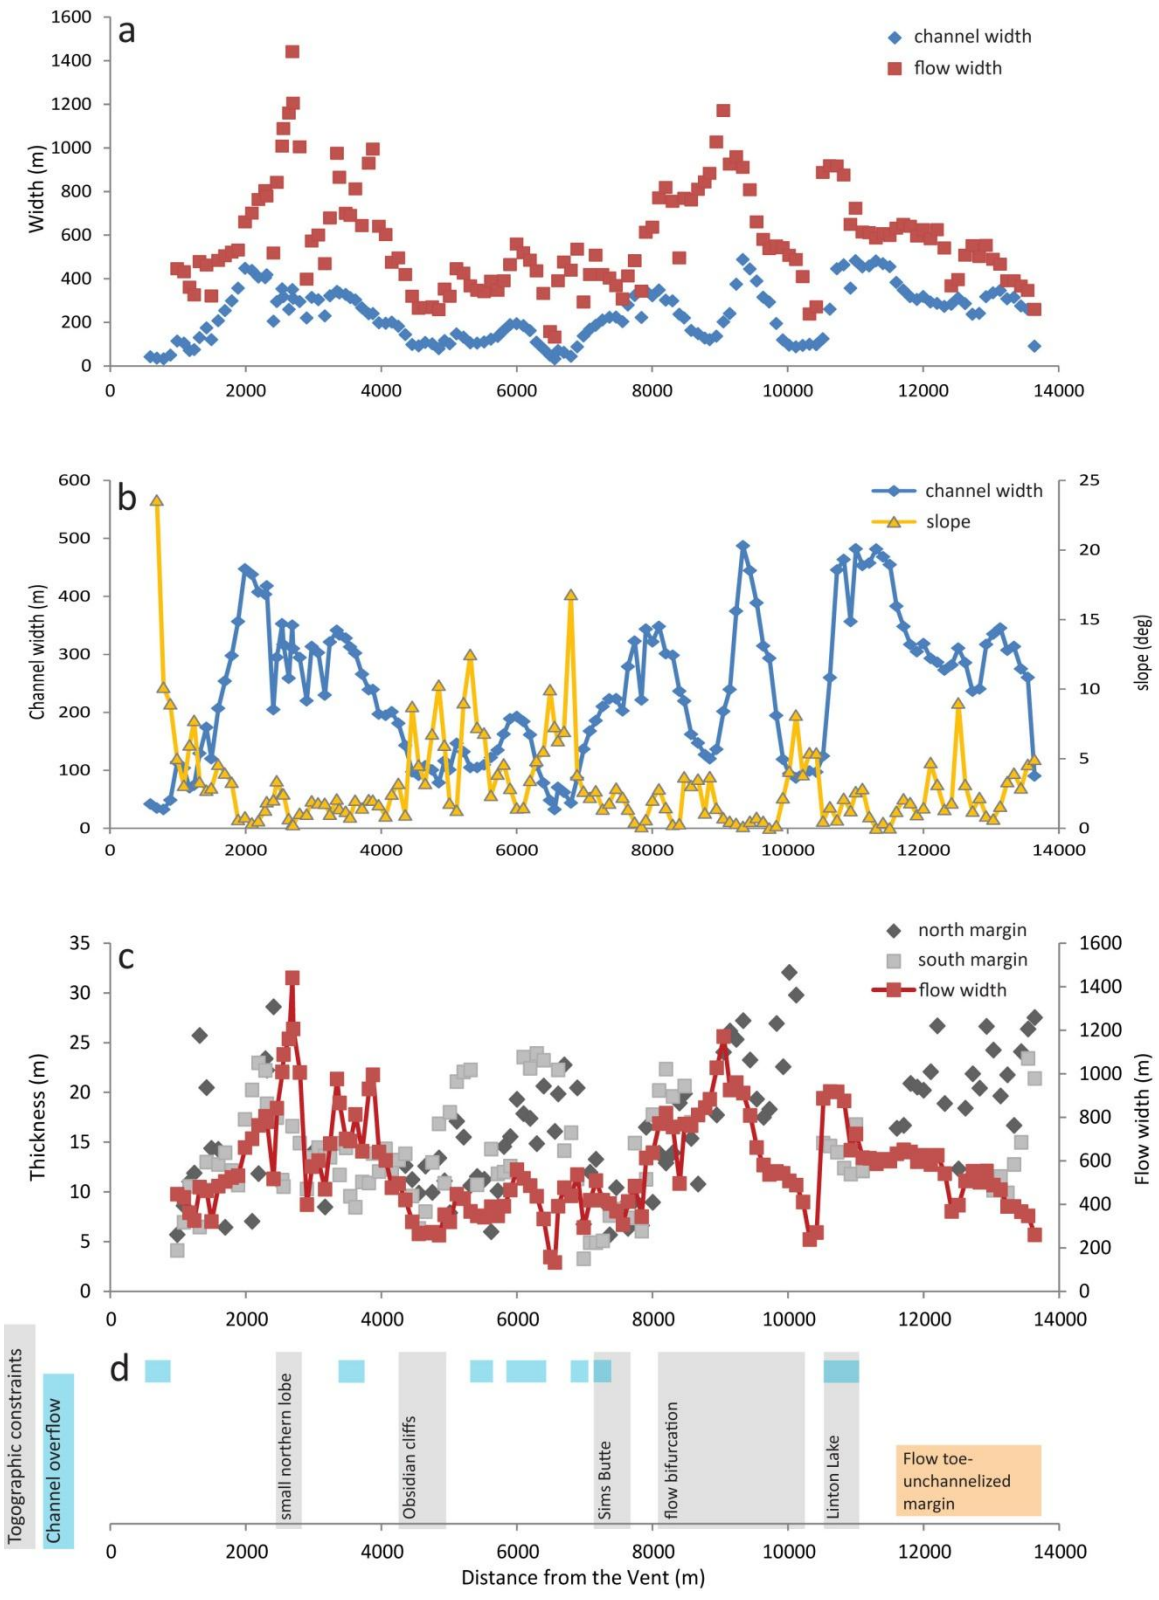 a
channel width
flow width
Width (m)
1600
1400
1200
1000
800
600
400
200
0
0 2000 4000 6000 8000 10000 12000 14000
b
channel width
slope
Channel width (m)
600
500
400
300
200
100
0
25
20
15
10
5
0
slope (deg)
0 2000 4000 6000 8000 10000 12000 14000
c
north margin
south margin
flow width
Thickness (m)
35
30
25
20
15
10
5
0
1600
1400
1200
1000
800
600
400
200
0
Flow width (m)
0 2000 4000 6000 8000 10000 12000 14000
d
Togographic constraints
Channel overflow
small northern lobe
Obsidian cliffs
Sims Butte
flow bifurcation
Linton Lake
Flow toe-
unchannelized
margin
0 2000 4000 6000 8000 10000 12000 14000
Distance from the Vent (m)